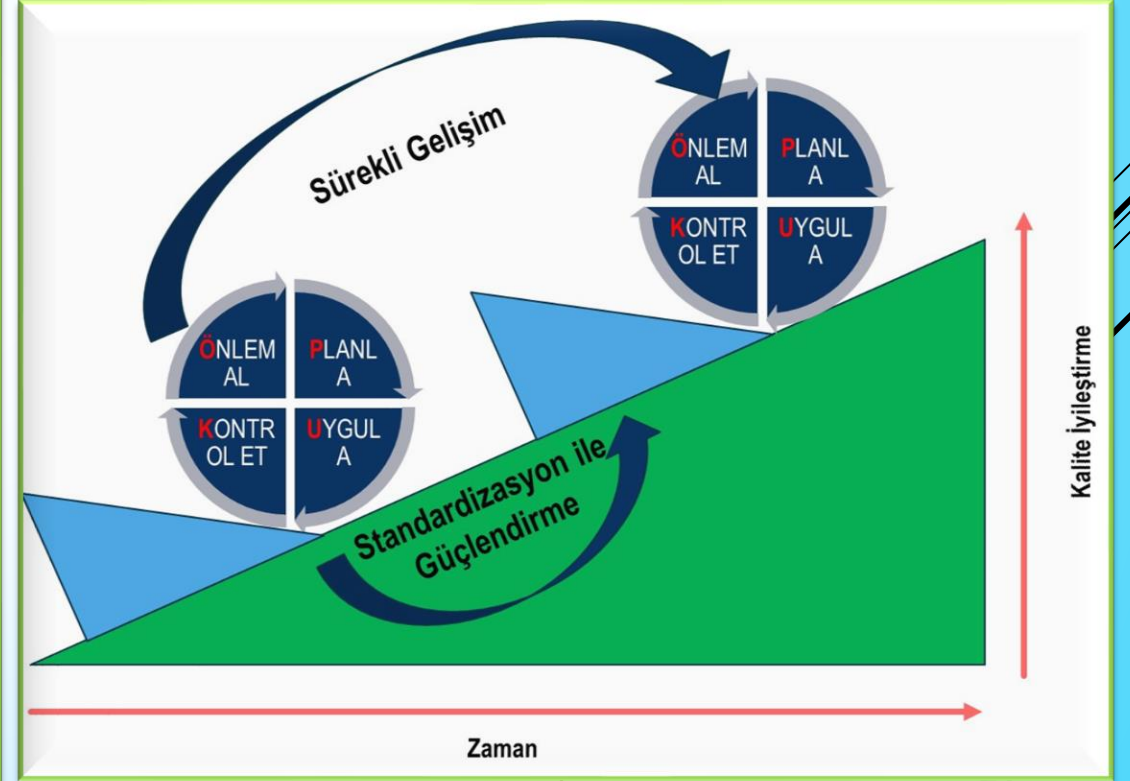 Sürekli Gelişim
ÖNLEM
AL
PLANL
A
KONTR
OL ET
UYGUL
A
ÖNLEM
AL
PLANL
A
KONTR
OL ET
UYGUL
A
Standardizasyon ile
Güçlendirme
Kalite İyileştirme
Zaman